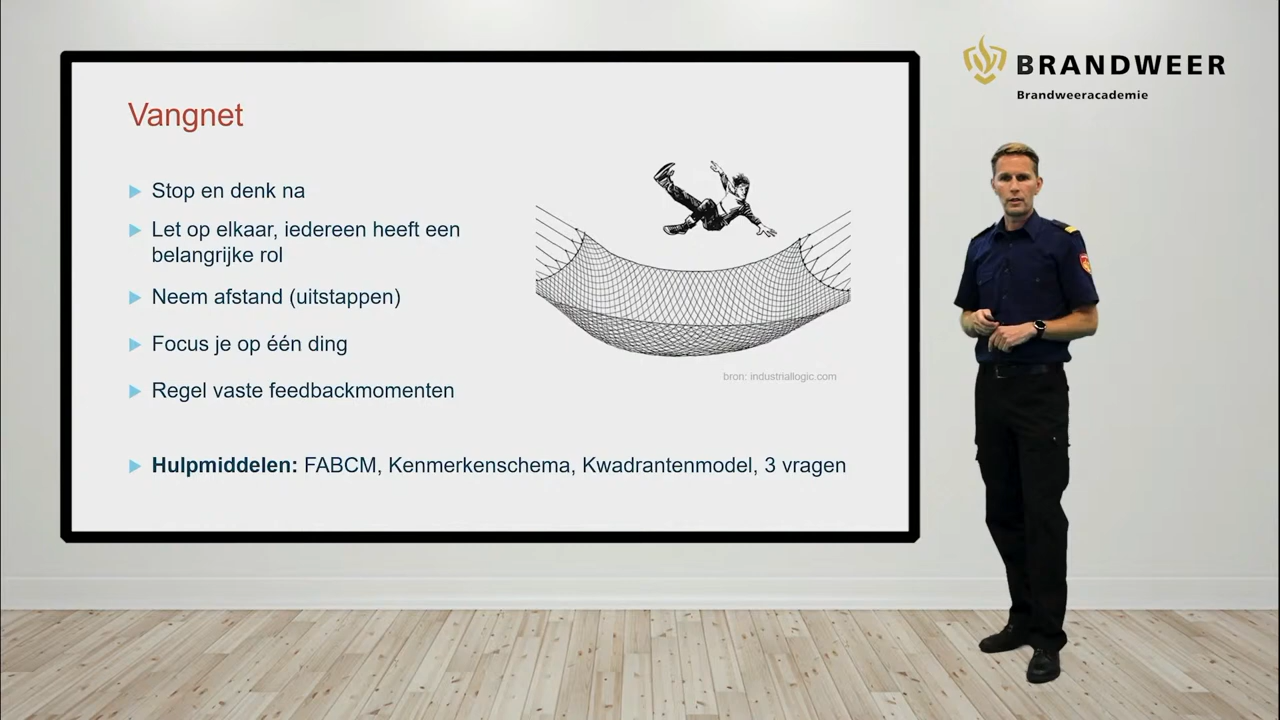 BRANDWEER
Brandweeracademie
Vangnet
Stop en denk na
Let op elkaar, iedereen heeft een
belangrijke rol
Neem afstand (uitstappen)
Focus je op één ding
Regel vaste feedbackmomenten
bron: industriallogic.com
Hulpmiddelen: FABCM, Kenmerkenschema, Kwadrantenmodel, 3 vragen